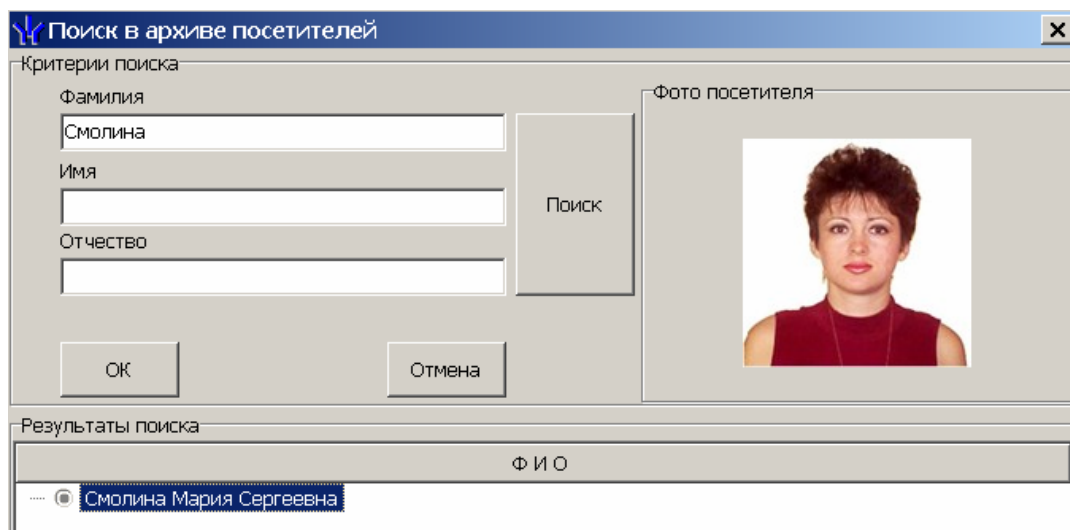 Поиск в архиве посетителей
Критерии поиска
Фамилия
Смолина
Имя
Отчество
Поиск
ОК
Отмена
Фото посетителя
Результаты поиска
Ф И О
Смолина Мария Сергеевна